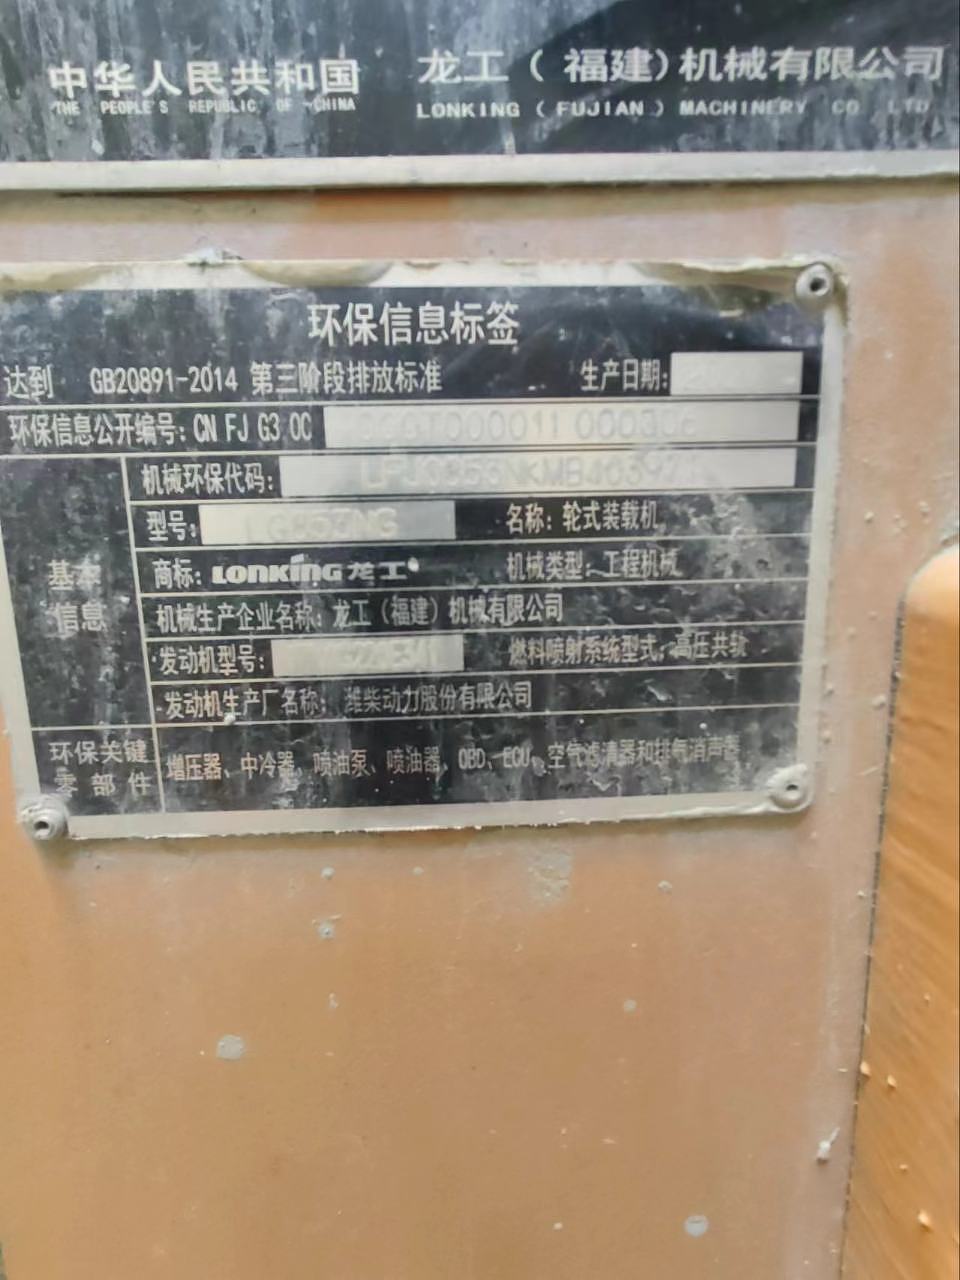 中华人民共和国 龙工（福建）机械有限公司
THE PEOPLE'S REPUBLIC OF CHINA LONKING ( FUJIAN ) MACHINERY CO LTD
环保信息标签
达到 GB20891-2014 第三阶段排放标准 生产日期:
环保信息公开编号: CN FJ G3 0C
机械环保代码:
型号: 名称: 轮式装载机
基本信息
商标: LONKING 龙工 机械类型: 工程机械
机械生产企业名称: 龙工（福建）机械有限公司
发动机型号: 燃料喷射系统型式: 高压共轨
发动机生产厂名称: 潍柴动力股份有限公司
环保关键零部件 增压器、中冷器、喷油泵、喷油器、OBD、ECU、空气滤清器和排气消声器